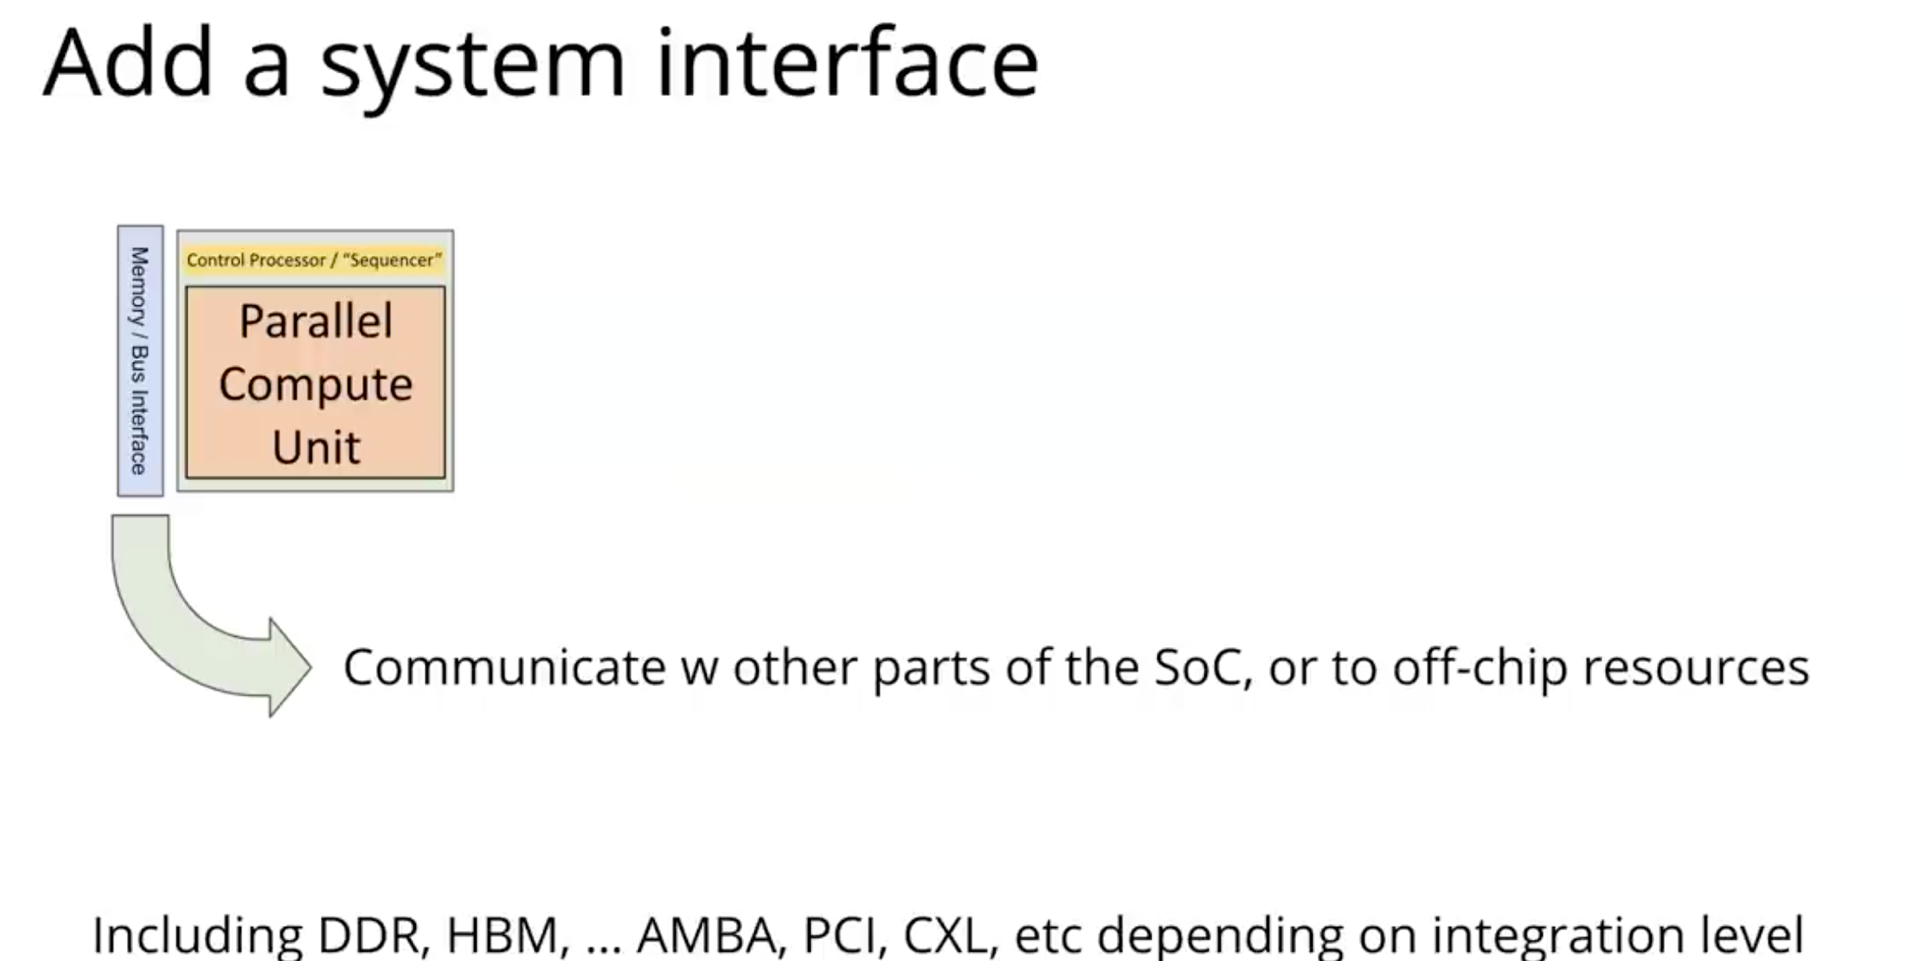 Add a system interface
Memory / Bus Interface
Control Processor / “Sequencer”
Parallel
Compute
Unit
Communicate w other parts of the SoC, or to off-chip resources
Including DDR, HBM, ... AMBA, PCI, CXL, etc depending on integration level